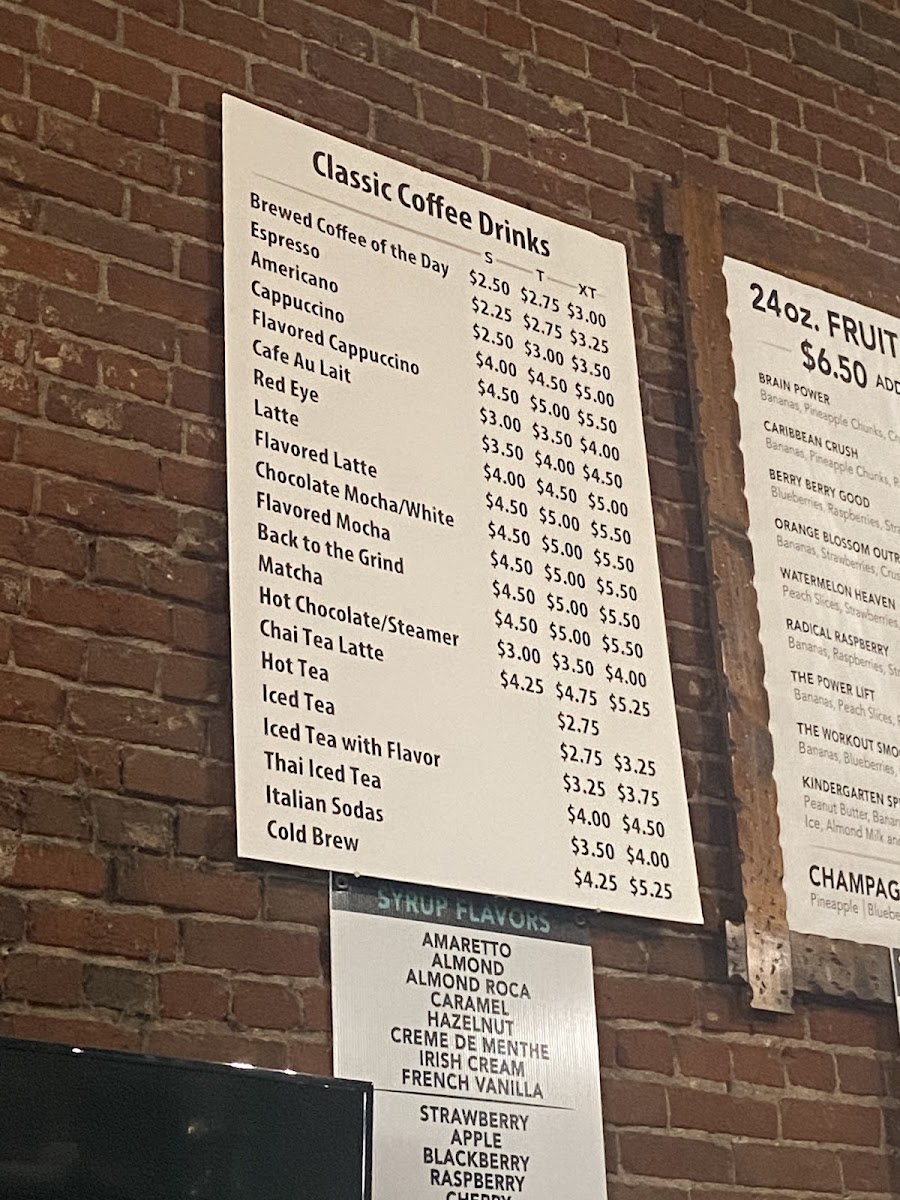 Classic Coffee Drinks
S T XT
Brewed Coffee of the Day $2.50 $2.75 $3.00
Espresso $2.25 $2.75 $3.25
Americano $2.50 $3.00 $3.50
Cappuccino $4.00 $4.50 $5.00
Flavored Cappuccino $4.50 $5.00 $5.50
Cafe Au Lait $3.00 $3.50 $4.00
Red Eye $3.50 $4.00 $4.50
Latte $4.00 $4.50 $5.00
Flavored Latte $4.50 $5.00 $5.50
Chocolate Mocha/White $4.50 $5.00 $5.50
Flavored Mocha $4.50 $5.00 $5.50
Back to the Grind $4.50 $5.00 $5.50
Matcha $4.50 $5.00 $5.50
Hot Chocolate/Steamer $3.00 $3.50 $4.00
Chai Tea Latte $4.25 $4.75 $5.25
Hot Tea $2.75
Iced Tea $2.75 $3.25
Iced Tea with Flavor $3.25 $3.75
Thai Iced Tea $4.00 $4.50
Italian Sodas $3.50 $4.00
Cold Brew $4.25 $5.25
SYRUP FLAVORS
AMARETTO
ALMOND
ALMOND ROCA
CARAMEL
HAZELNUT
CREME DE MENTHE
IRISH CREAM
FRENCH VANILLA
STRAWBERRY
APPLE
BLACKBERRY
RASPBERRY
CHERRY
24oz. FRUIT
$6.50 ADD
BRAIN POWER
Bananas, Pineapple Chunks,
CARIBBEAN CRUSH
Bananas, Pineapple Chunks,
BERRY BERRY GOOD
Blueberries, Raspberries,
ORANGE BLOSSOM
Bananas, Strawberries,
WATERMELON HEAVEN
Peach Slices, Strawberries,
RADICAL RASPBERRY
Bananas, Raspberries,
THE POWER LIFT
Bananas, Peach Slices,
THE WORKOUT
Bananas, Blueberries,
KINDERGARTEN
Peanut Butter,
Ice, Almond Milk
CHAMPAG
Pineapple |